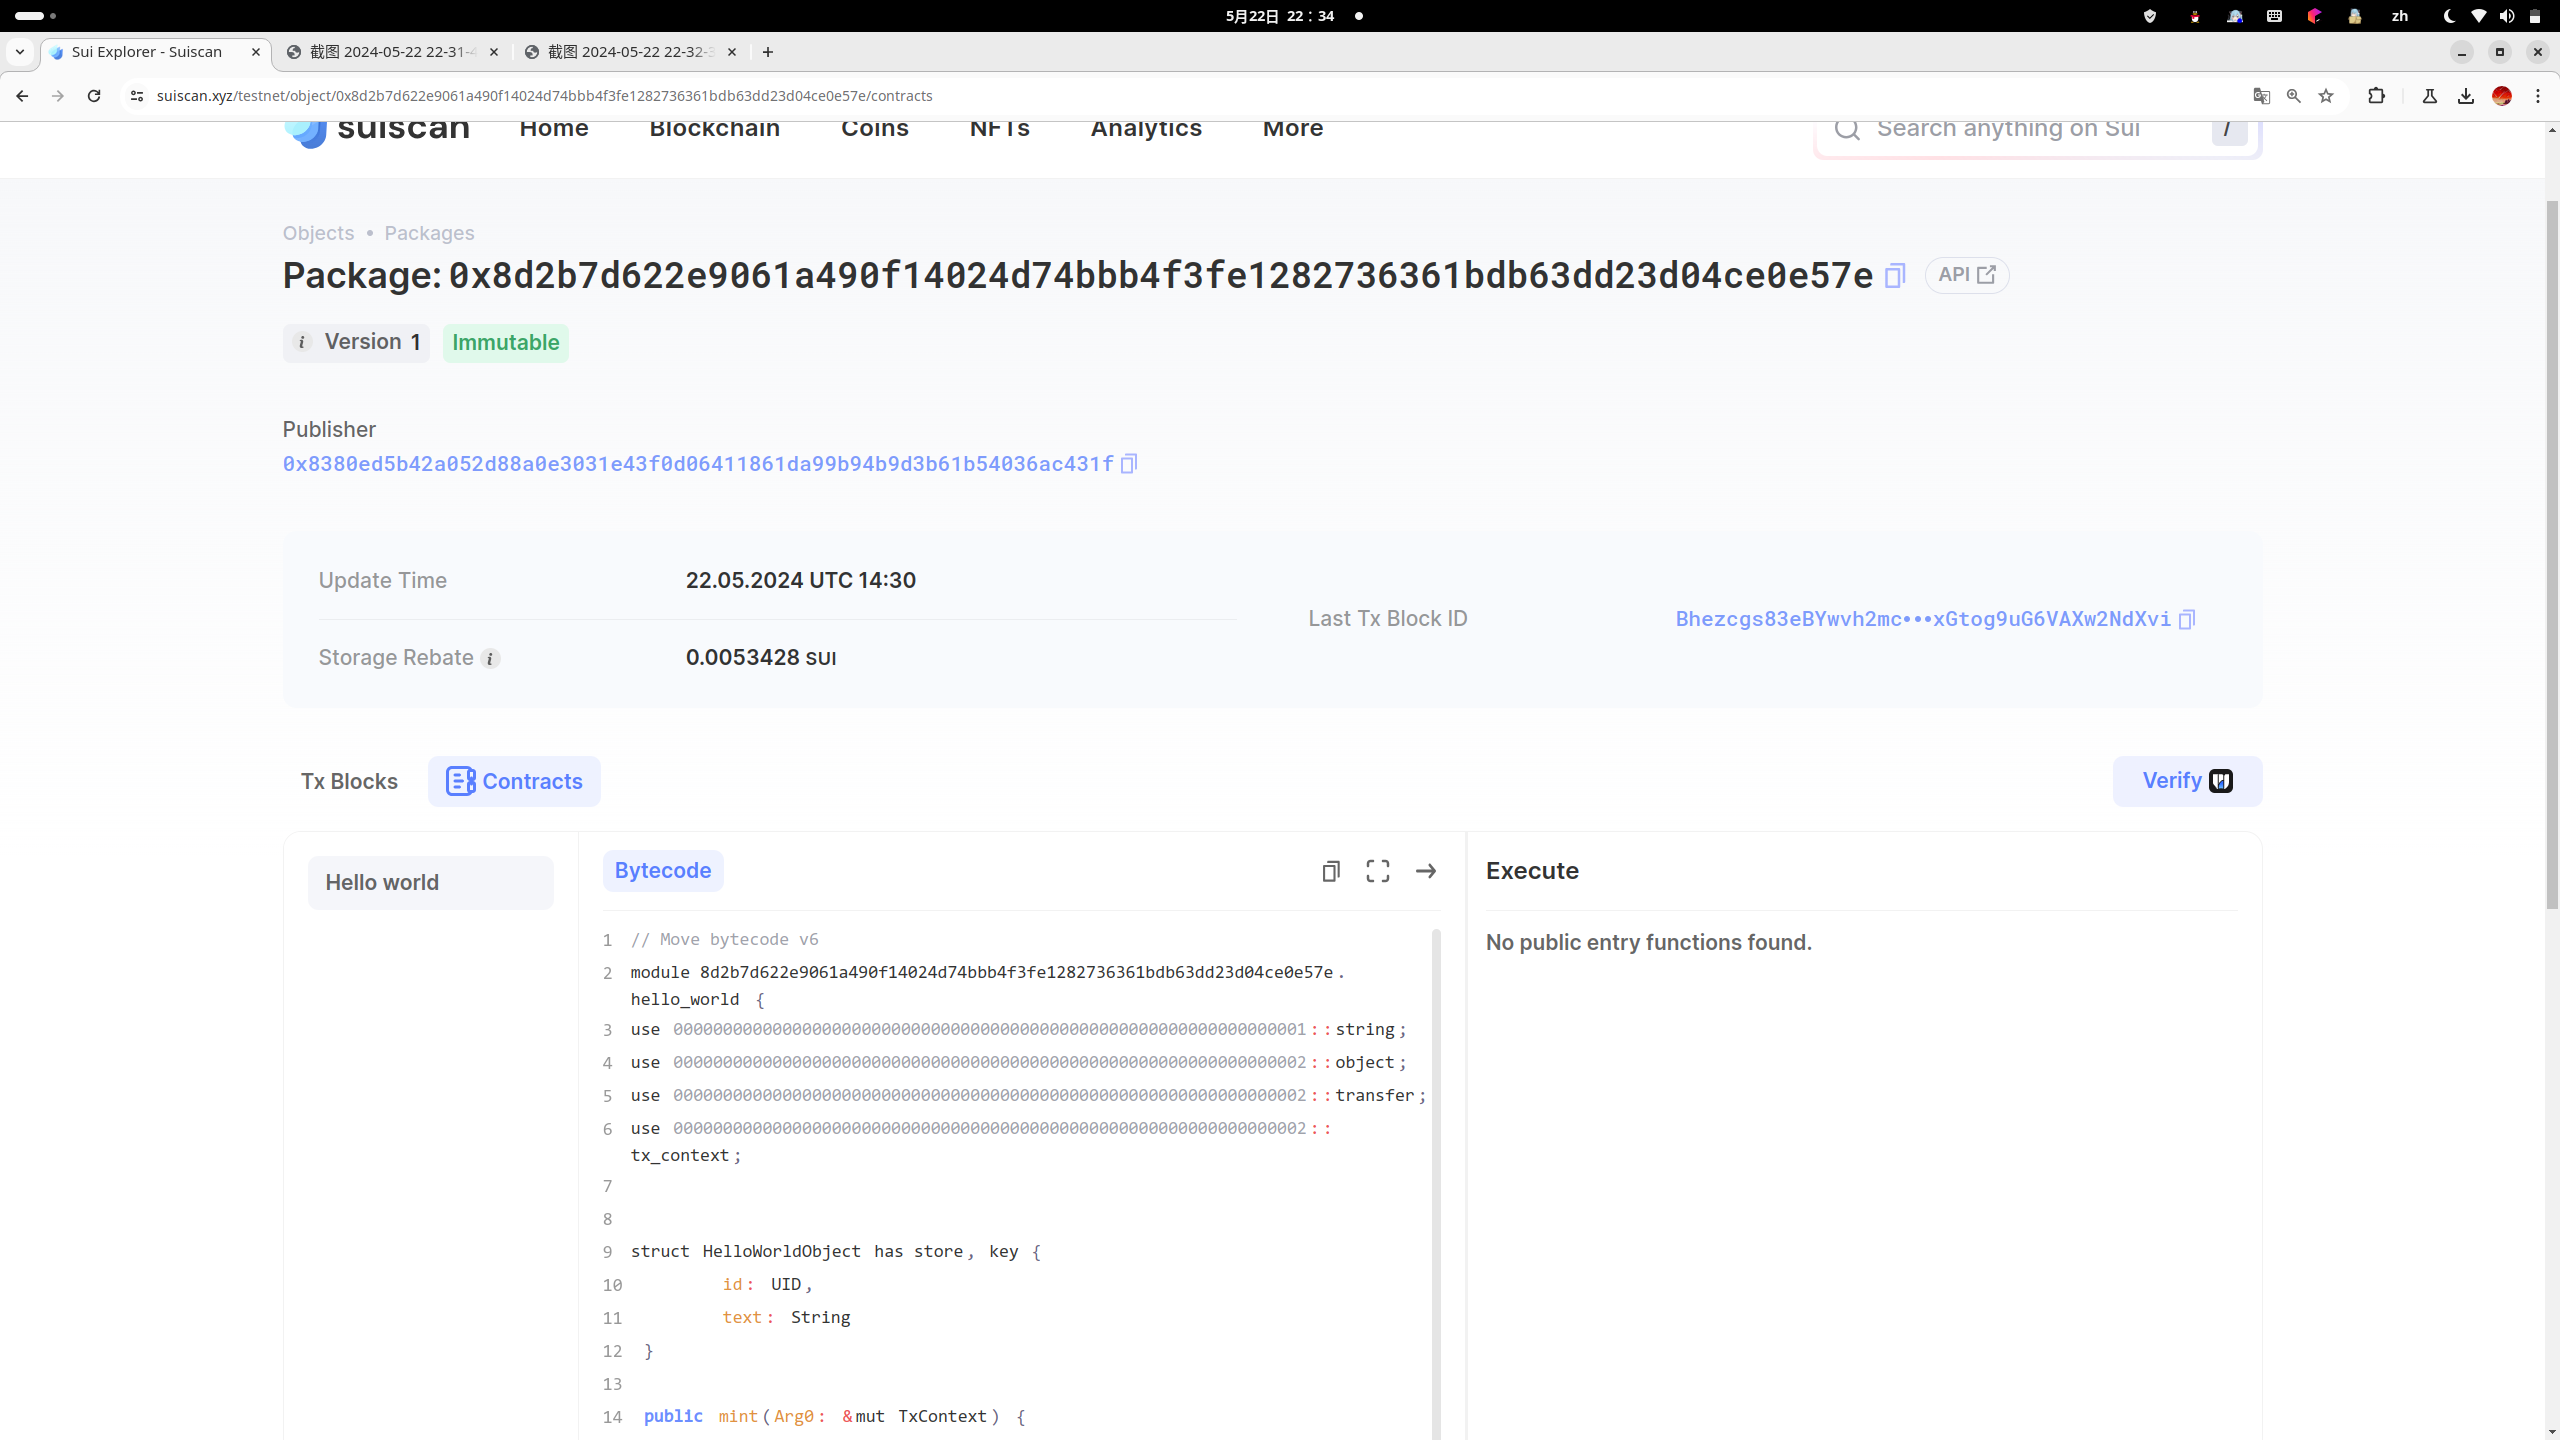 5月22日 22：34
zh
Sui Explorer - Suiscan
截图 2024-05-22 22-31-4
截图 2024-05-22 22-32-3
suiscan.xyz/testnet/object/0x8d2b7d622e9061a490f14024d74bbb4f3fe1282736361bdb63dd23d04ce0e57e/contracts
suiscan
Home
Blockchain
Coins
NFTs
Analytics
More
Search anything on Sui
/
Objects • Packages
Package: 0x8d2b7d622e9061a490f14024d74bbb4f3fe1282736361bdb63dd23d04ce0e57e
API
i Version 1
Immutable
Publisher
0x8380ed5b42a052d88a0e3031e43f0d06411861da99b94b9d3b61b54036ac431f
Update Time
22.05.2024 UTC 14:30
Storage Rebate i
0.0053428 SUI
Last Tx Block ID
Bhezcgs83eBYwvh2mc•••xGtog9uG6VAXw2NdXvi
Tx Blocks
Contracts
Verify
Hello world
Bytecode
Execute
No public entry functions found.
1 // Move bytecode v6
2 module 8d2b7d622e9061a490f14024d74bbb4f3fe1282736361bdb63dd23d04ce0e57e.
hello_world {
3 use 0000000000000000000000000000000000000000000000000000000000000001::string;
4 use 0000000000000000000000000000000000000000000000000000000000000002::object;
5 use 0000000000000000000000000000000000000000000000000000000000000002::transfer;
6 use 0000000000000000000000000000000000000000000000000000000000000002::
tx_context;
7
8
9 struct HelloWorldObject has store, key {
10 id: UID,
11 text: String
12 }
13
14 public mint(Arg0: &mut TxContext) {